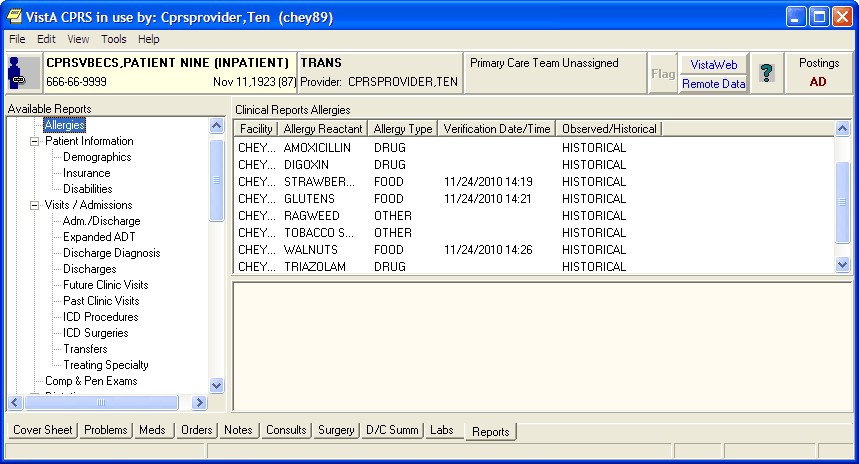 VistA CPRS in use by: Cprsprovider,Ten (chey89)
File Edit View Tools Help
CPRSVBECS,PATIENT NINE (INPATIENT)
666-66-9999 Nov 11,1923 (87)
TRANS
Provider: CPRSPROVIDER,TEN
Primary Care Team Unassigned
Flag
VistaWeb
Remote Data
?
Postings
AD
Available Reports
Allergies
Patient Information
Demographics
Insurance
Disabilities
Visits / Admissions
Adm./Discharge
Expanded ADT
Discharge Diagnosis
Discharges
Future Clinic Visits
Past Clinic Visits
ICD Procedures
ICD Surgeries
Transfers
Treating Specialty
Comp & Pen Exams
Clinical Reports Allergies
Facility Allergy Reactant Allergy Type Verification Date/Time Observed/Historical
CHEY... AMOXICILLIN DRUG HISTORICAL
CHEY... DIGOXIN DRUG HISTORICAL
CHEY... STRAWBER... FOOD 11/24/2010 14:19 HISTORICAL
CHEY... GLUTENS FOOD 11/24/2010 14:21 HISTORICAL
CHEY... RAGWEED OTHER HISTORICAL
CHEY... TOBACCO S... OTHER HISTORICAL
CHEY... WALNUTS FOOD 11/24/2010 14:26 HISTORICAL
CHEY... TRIAZOLAM DRUG HISTORICAL
Cover Sheet Problems Meds Orders Notes Consults Surgery D/C Summ Labs Reports